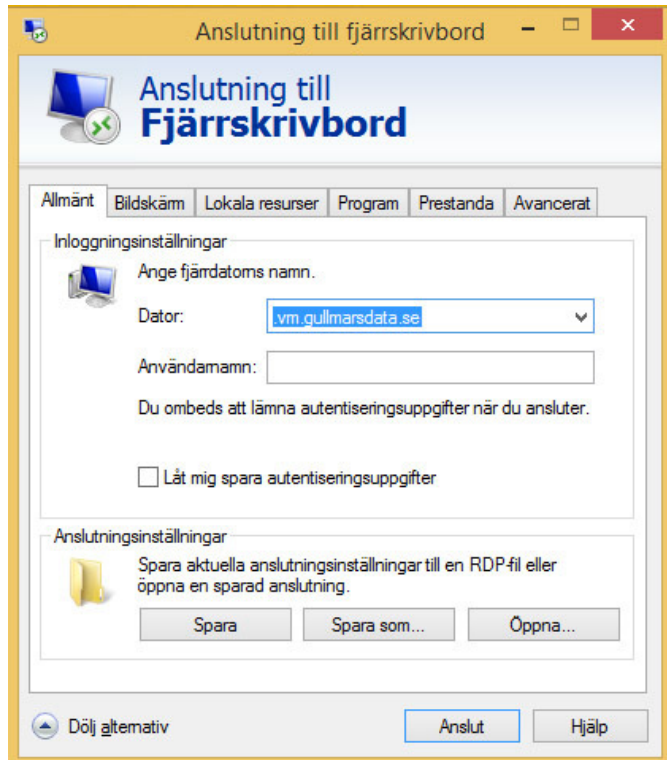 Anslutning till fjärrskrivbord
Anslutning till
Fjärrskrivbord
Allmänt Bildskärm Lokala resurser Program Prestanda Avancerat
Inloggningsinställningar
Ange fjärrdatorns namn.
Dator: .vm.gullmarsdata.se
Användarnamn:
Du ombeds att lämna autentiseringsuppgifter när du ansluter.
Låt mig spara autentiseringsuppgifter
Anslutningsinställningar
Spara aktuella anslutningsinställningar till en RDP-fil eller
öppna en sparad anslutning.
Spara Spara som... Öppna...
Dölj alternativ Anslut Hjälp